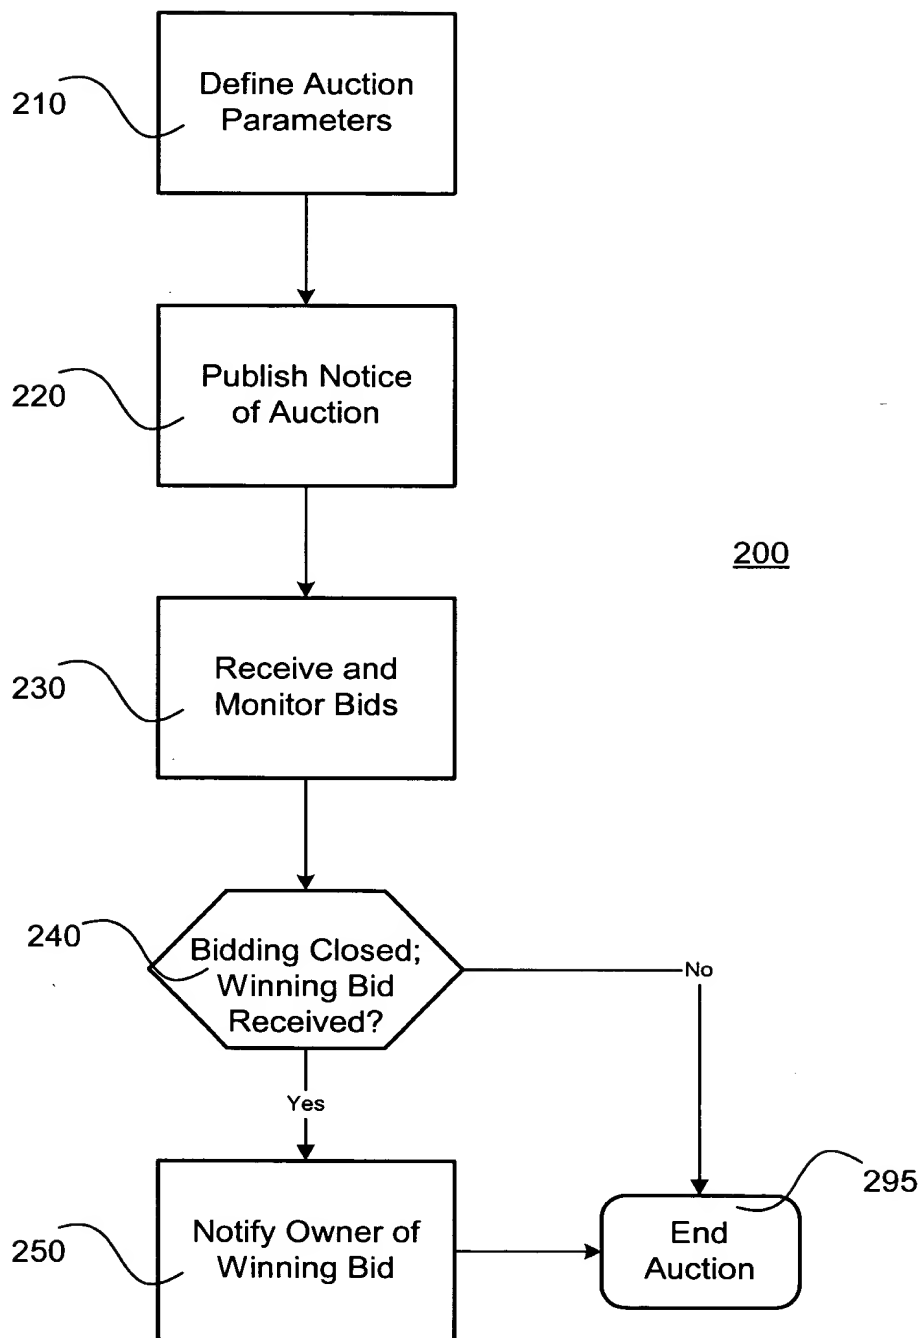 210
Define Auction
Parameters
220
Publish Notice
of Auction
200
230
Receive and
Monitor Bids
240
Bidding Closed;
Winning Bid
Received?
No
Yes
250
Notify Owner of
Winning Bid
End
Auction
295